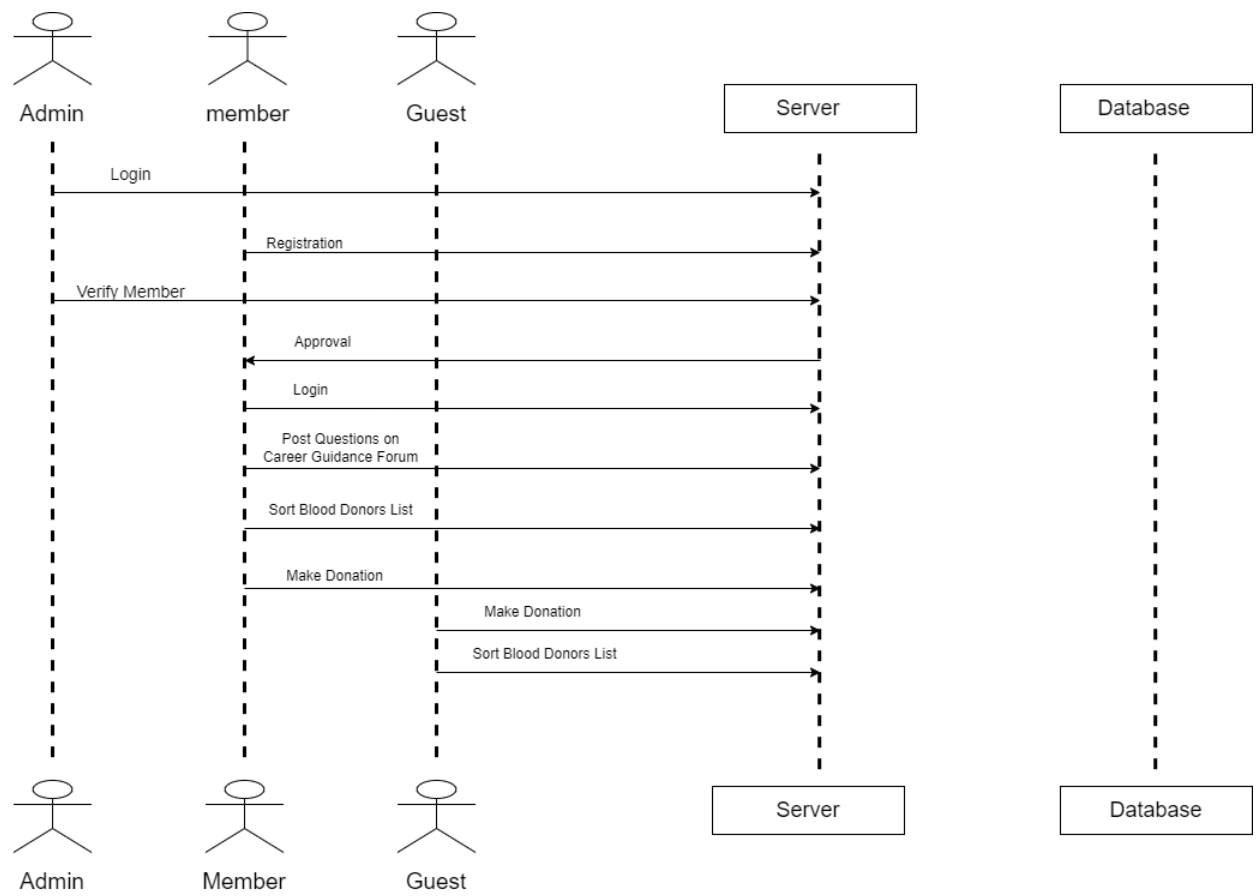 Admin
member
Guest
Server
Database
Login
Registration
Verify Member
Approval
Login
Post Questions on
Career Guidance Forum
Sort Blood Donors List
Make Donation
Make Donation
Sort Blood Donors List
Server
Database
Admin
Member
Guest